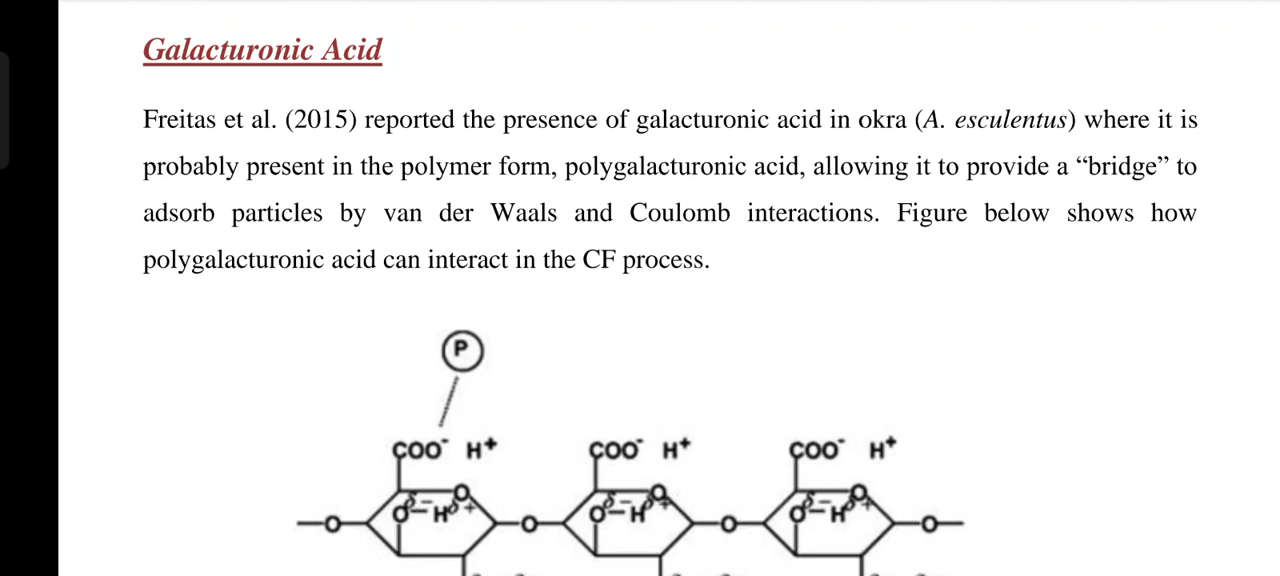 Galacturonic Acid
Freitas et al. (2015) reported the presence of galacturonic acid in okra (A. esculentus) where it is
probably present in the polymer form, polygalacturonic acid, allowing it to provide a “bridge” to
adsorb particles by van der Waals and Coulomb interactions. Figure below shows how
polygalacturonic acid can interact in the CF process.
P
COO⁻ H⁺ COO⁻ H⁺ COO⁻ H⁺
O O O
δ⁻ δ⁺ δ⁻ δ⁺ δ⁻ δ⁺
O H O H O H
O O O O